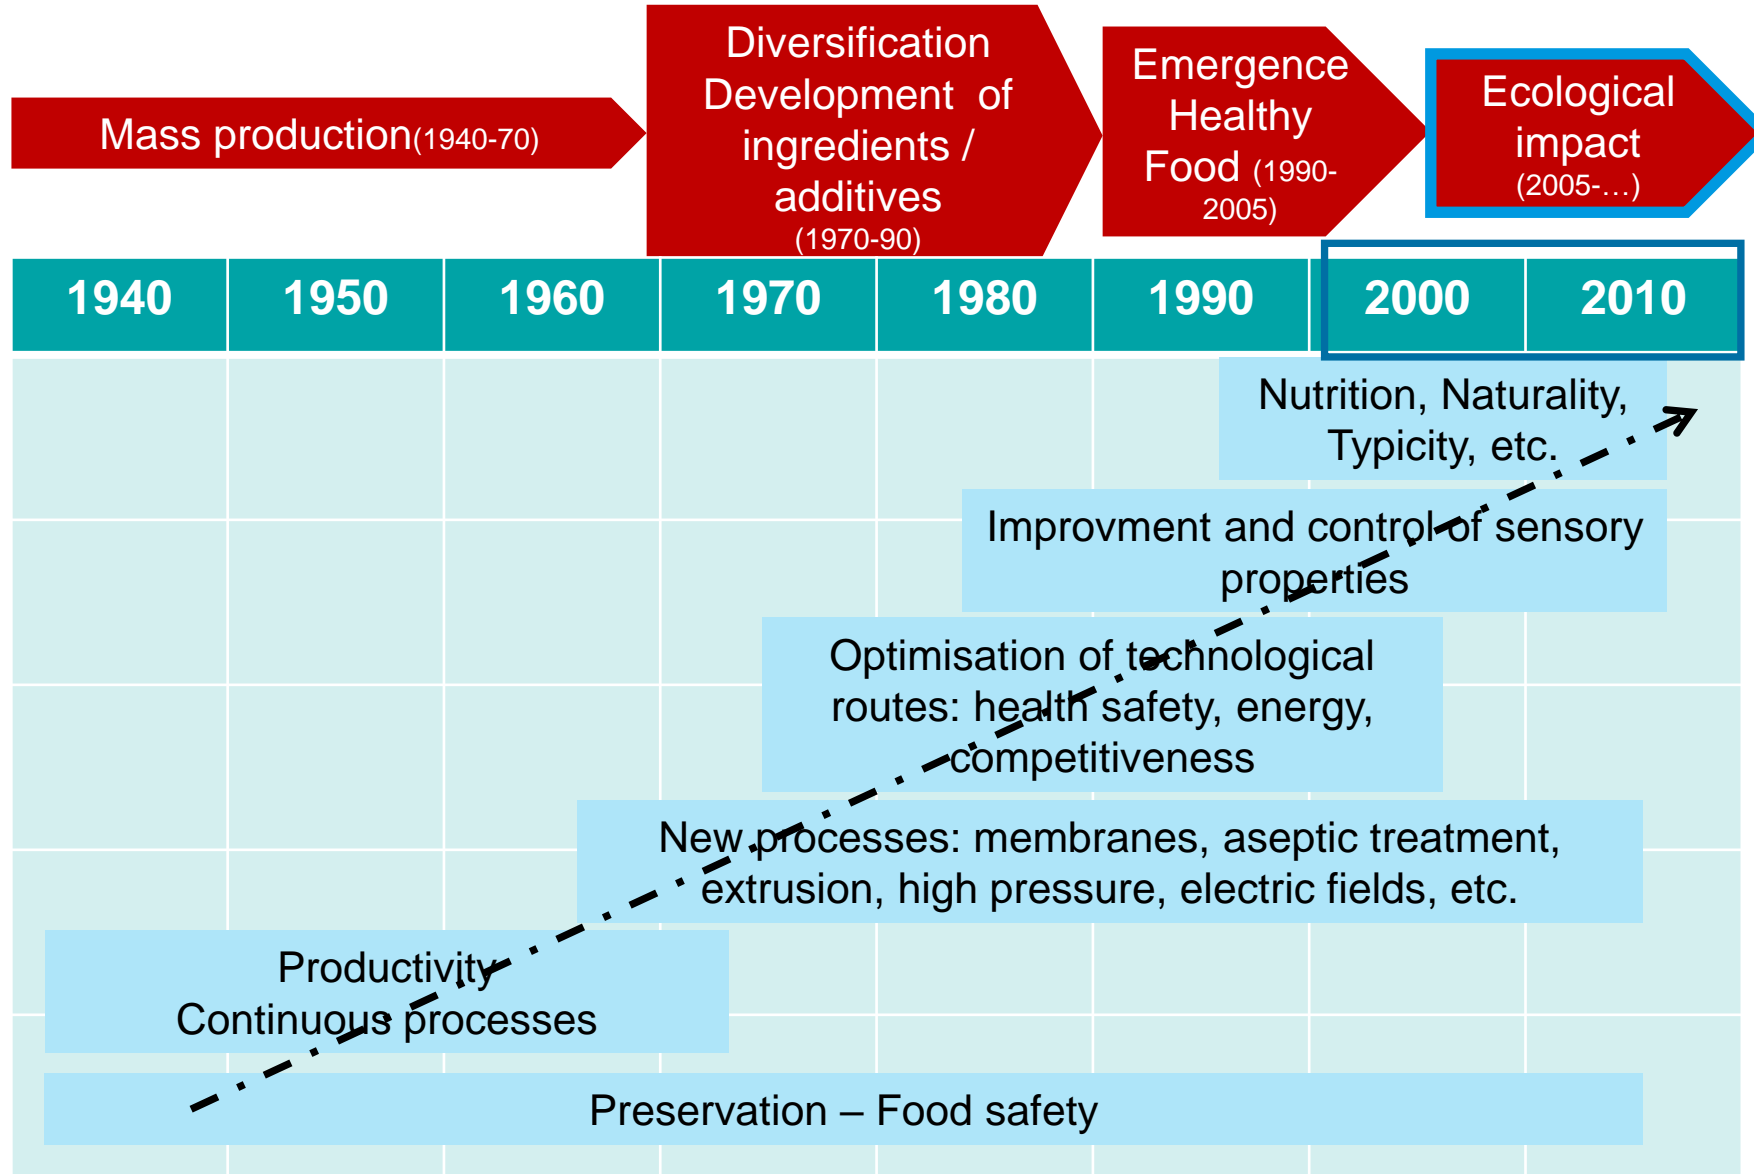 Mass production(1940-70)
Diversification
Development of
ingredients /
additives
(1970-90)
Emergence
Healthy
Food (1990-
2005)
Ecological
impact
(2005-…)
1940 1950 1960 1970 1980 1990 2000 2010
Nutrition, Naturality,
Typicity, etc.
Improvment and control of sensory
properties
Optimisation of technological
routes: health safety, energy,
competitiveness
New processes: membranes, aseptic treatment,
extrusion, high pressure, electric fields, etc.
Productivity
Continuous processes
Preservation – Food safety